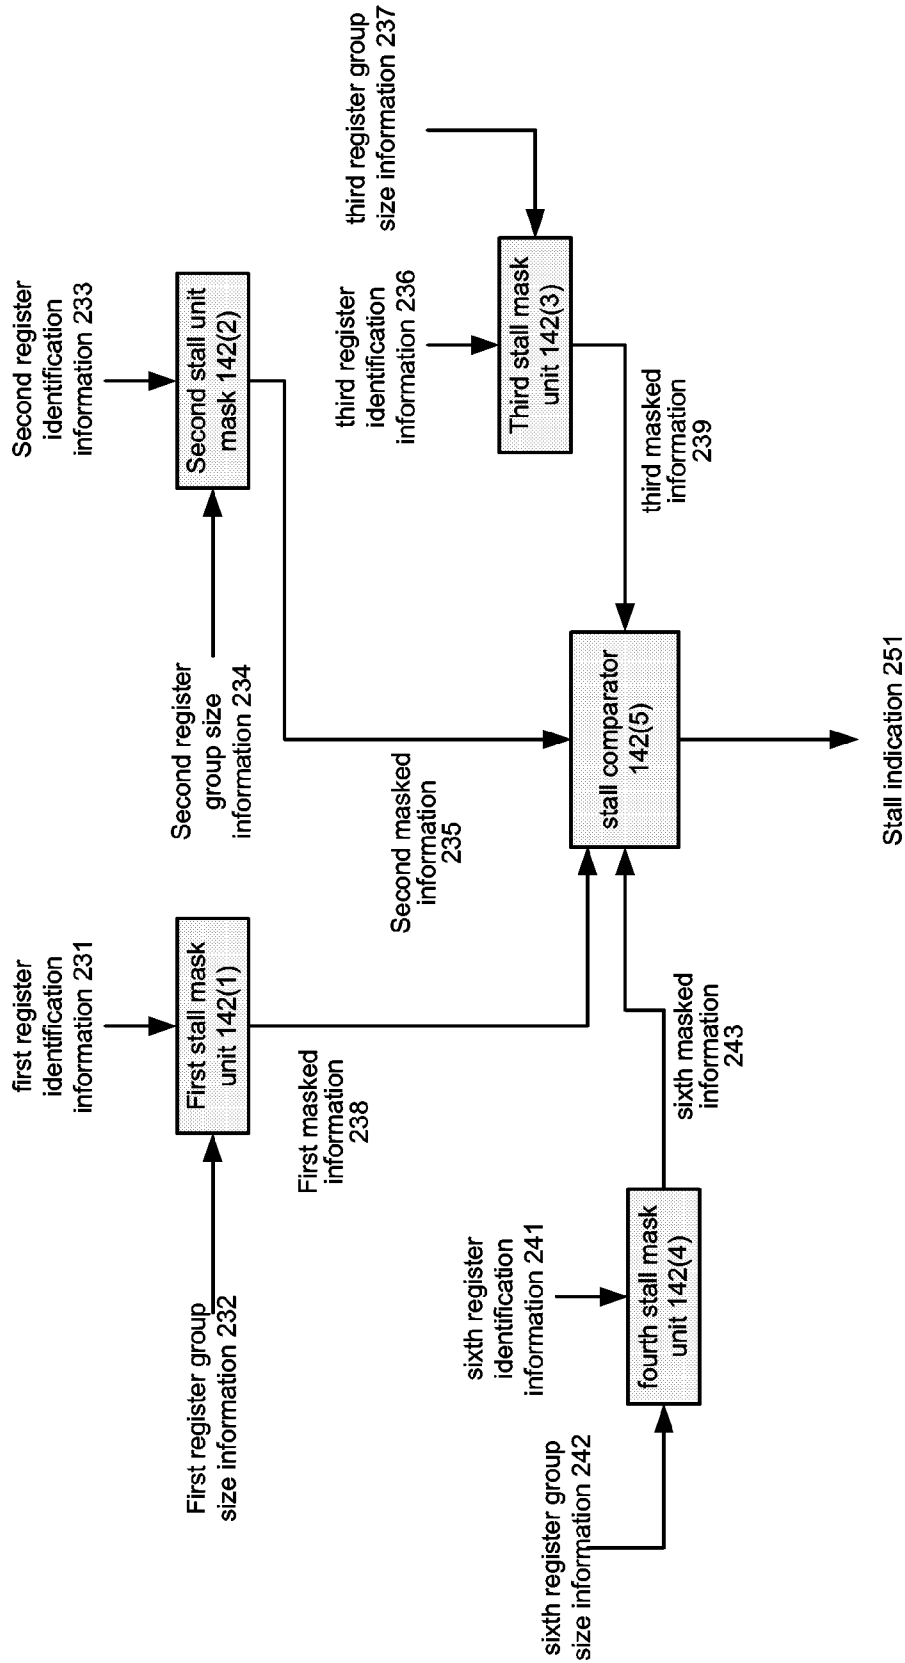 first register
identification
information 231
First register group
size information 232
First stall mask
unit 142(1)
First masked
information
238
Second register
identification
information 233
Second register
group size
information 234
Second stall unit
mask 142(2)
Second masked
information
235
third register
identification
information 236
third register group
size information 237
Third stall mask
unit 142(3)
third masked
information
239
sixth register
identification
information 241
sixth register group
size information 242
fourth stall mask
unit 142(4)
sixth masked
information
243
stall comparator
142(5)
Stall indication 251